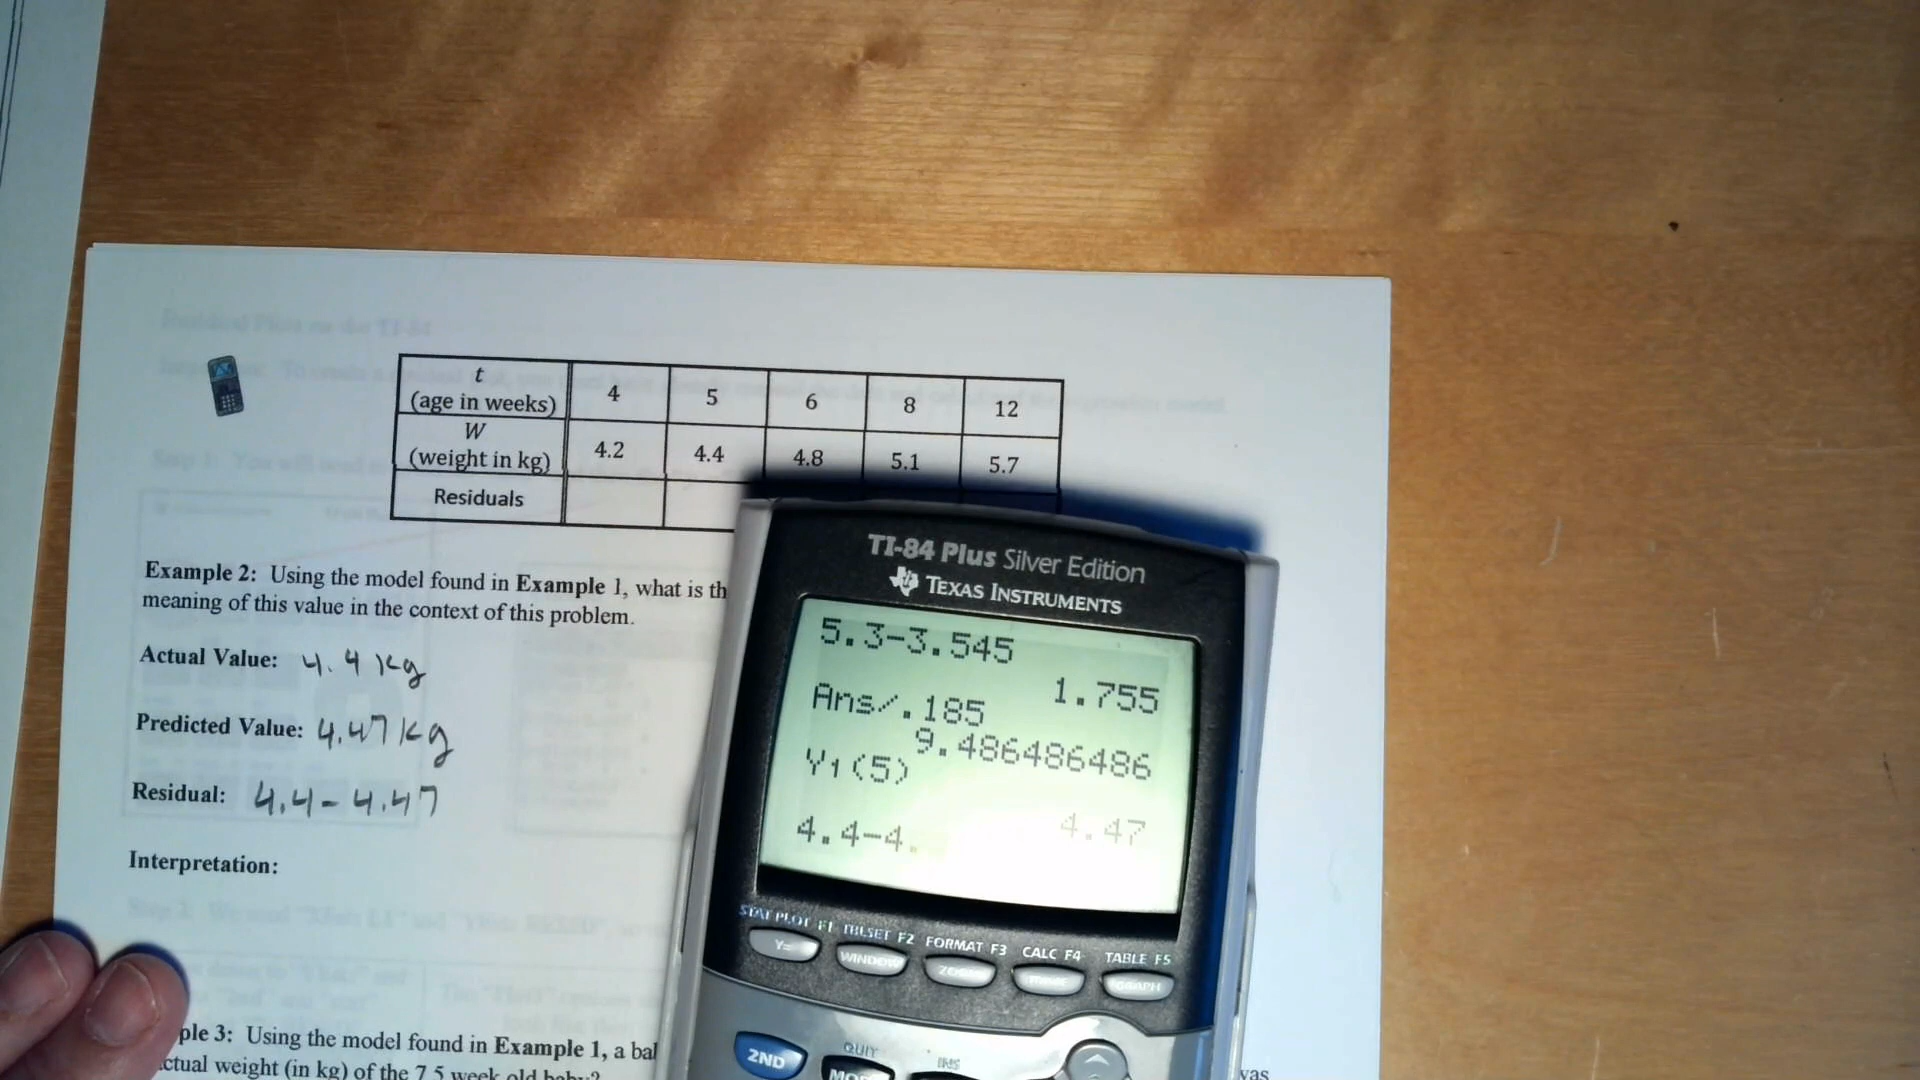 t
(age in weeks) 4 5 6 8 12
W
(weight in kg) 4.2 4.4 4.8 5.1 5.7
Residuals
Example 2: Using the model found in Example 1, what is th
meaning of this value in the context of this problem.
Actual Value: 4.4 kg
Predicted Value: 4.47 kg
Residual: 4.4-4.47
Interpretation:
ple 3: Using the model found in Example 1, a bal
ctual weight (in kg) of the 7.5 week old baby?
was
TI-84 Plus Silver Edition
TEXAS INSTRUMENTS
5.3-3.545
1.755
Ans/.185
9.486486486
Y1(5)
4.47
4.4-4.
STAT PLOT F1 TBLSET F2 FORMAT F3 CALC F4 TABLE F5
Y= WINDOW ZOOM TRACE GRAPH
QUIT INS
2ND